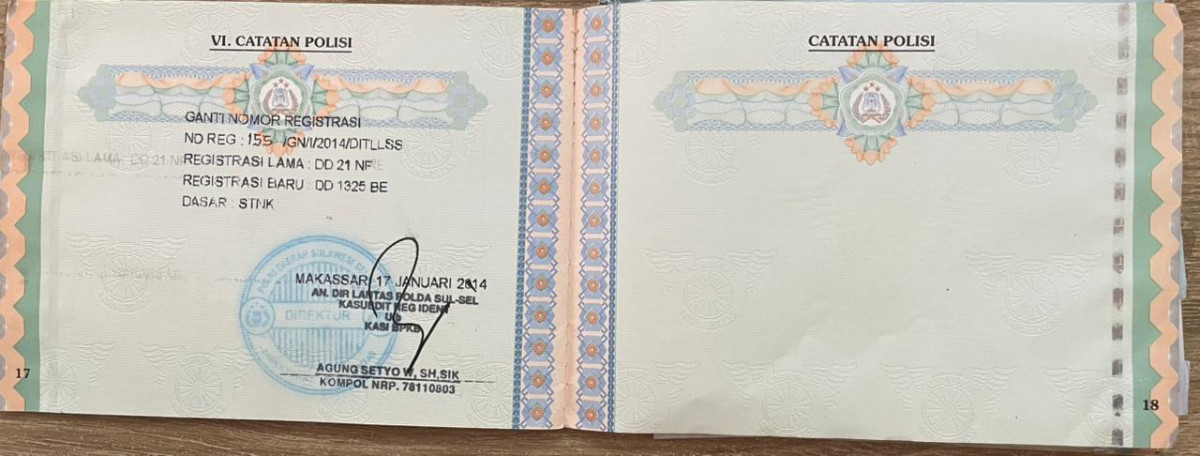 VI. CATATAN POLISI
GANTI NOMOR REGISTRASI
NO REG : 155 /GN/I/2014/DITLLSS
REGISTRASI LAMA : DD 21 NF
REGISTRASI BARU : DD 1325 BE
DASAR : STNK
MAKASSAR, 17 JANUARI 2014
AN. DIR LANTAS POLDA SUL-SEL
KASUBDIT REG IDENT
Ub
KASI BPKB
DIREKTUR
AGUNG SETYO W, SH,SIK
KOMPOL NRP. 78110803
17
CATATAN POLISI
18